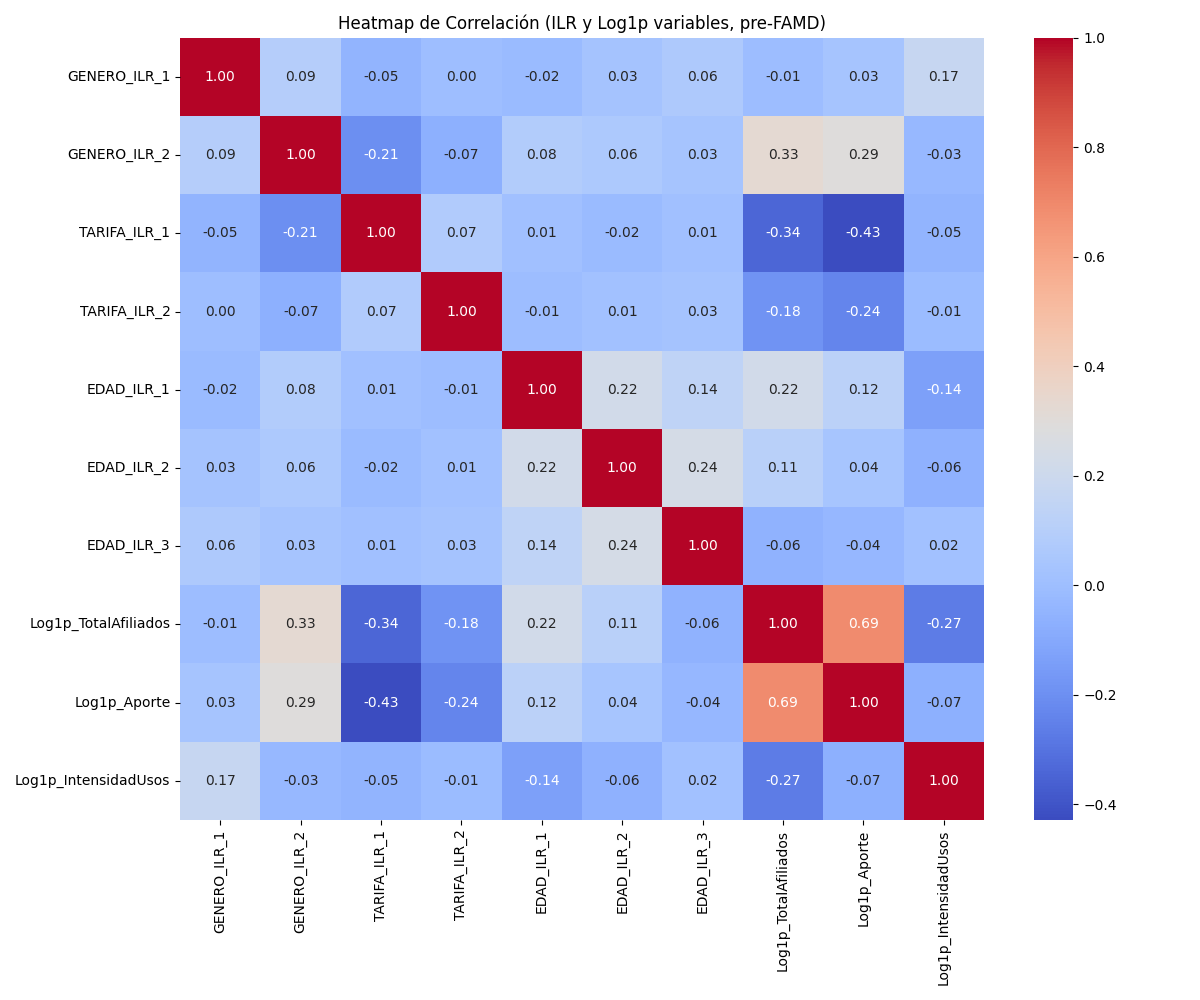 Heatmap de Correlación (ILR y Log1p variables, pre-FAMD)
GENERO_ILR_1 1.00 0.09 -0.05 0.00 -0.02 0.03 0.06 -0.01 0.03 0.17
GENERO_ILR_2 0.09 1.00 -0.21 -0.07 0.08 0.06 0.03 0.33 0.29 -0.03
TARIFA_ILR_1 -0.05 -0.21 1.00 0.07 0.01 -0.02 0.01 -0.34 -0.43 -0.05
TARIFA_ILR_2 0.00 -0.07 0.07 1.00 -0.01 0.01 0.03 -0.18 -0.24 -0.01
EDAD_ILR_1 -0.02 0.08 0.01 -0.01 1.00 0.22 0.14 0.22 0.12 -0.14
EDAD_ILR_2 0.03 0.06 -0.02 0.01 0.22 1.00 0.24 0.11 0.04 -0.06
EDAD_ILR_3 0.06 0.03 0.01 0.03 0.14 0.24 1.00 -0.06 -0.04 0.02
Log1p_TotalAfiliados -0.01 0.33 -0.34 -0.18 0.22 0.11 -0.06 1.00 0.69 -0.27
Log1p_Aporte 0.03 0.29 -0.43 -0.24 0.12 0.04 -0.04 0.69 1.00 -0.07
Log1p_IntensidadUsos 0.17 -0.03 -0.05 -0.01 -0.14 -0.06 0.02 -0.27 -0.07 1.00
GENERO_ILR_1
GENERO_ILR_2
TARIFA_ILR_1
TARIFA_ILR_2
EDAD_ILR_1
EDAD_ILR_2
EDAD_ILR_3
Log1p_TotalAfiliados
Log1p_Aporte
Log1p_IntensidadUsos
1.0
0.8
0.6
0.4
0.2
0.0
−0.2
−0.4